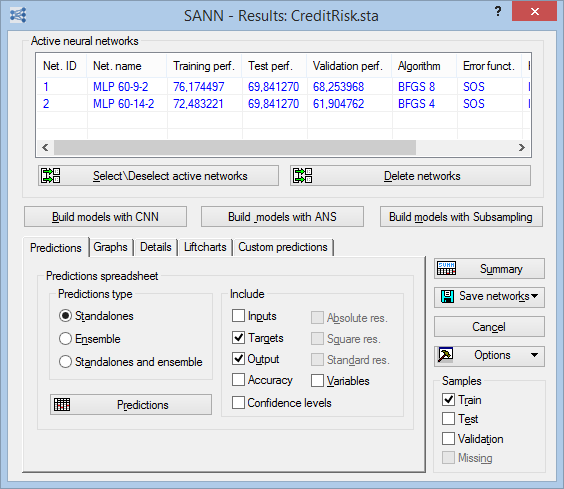 SANN - Results: CreditRisk.sta
?
Active neural networks
Net. ID Net. name Training perf. Test perf. Validation perf. Algorithm Error funct.
1 MLP 60-9-2 76,174497 69,841270 68,253968 BFGS 8 SOS
2 MLP 60-14-2 72,483221 69,841270 61,904762 BFGS 4 SOS
Select\Deselect active networks Delete networks
Build models with CNN Build models with ANS Build models with Subsampling
Predictions Graphs Details Liftcharts Custom predictions
Predictions spreadsheet
Predictions type
Standalones
Ensemble
Standalones and ensemble
Predictions
Include
Inputs Absolute res.
Targets Square res.
Output Standard res.
Accuracy Variables
Confidence levels
Summary
Save networks
Cancel
Options
Samples
Train
Test
Validation
Missing